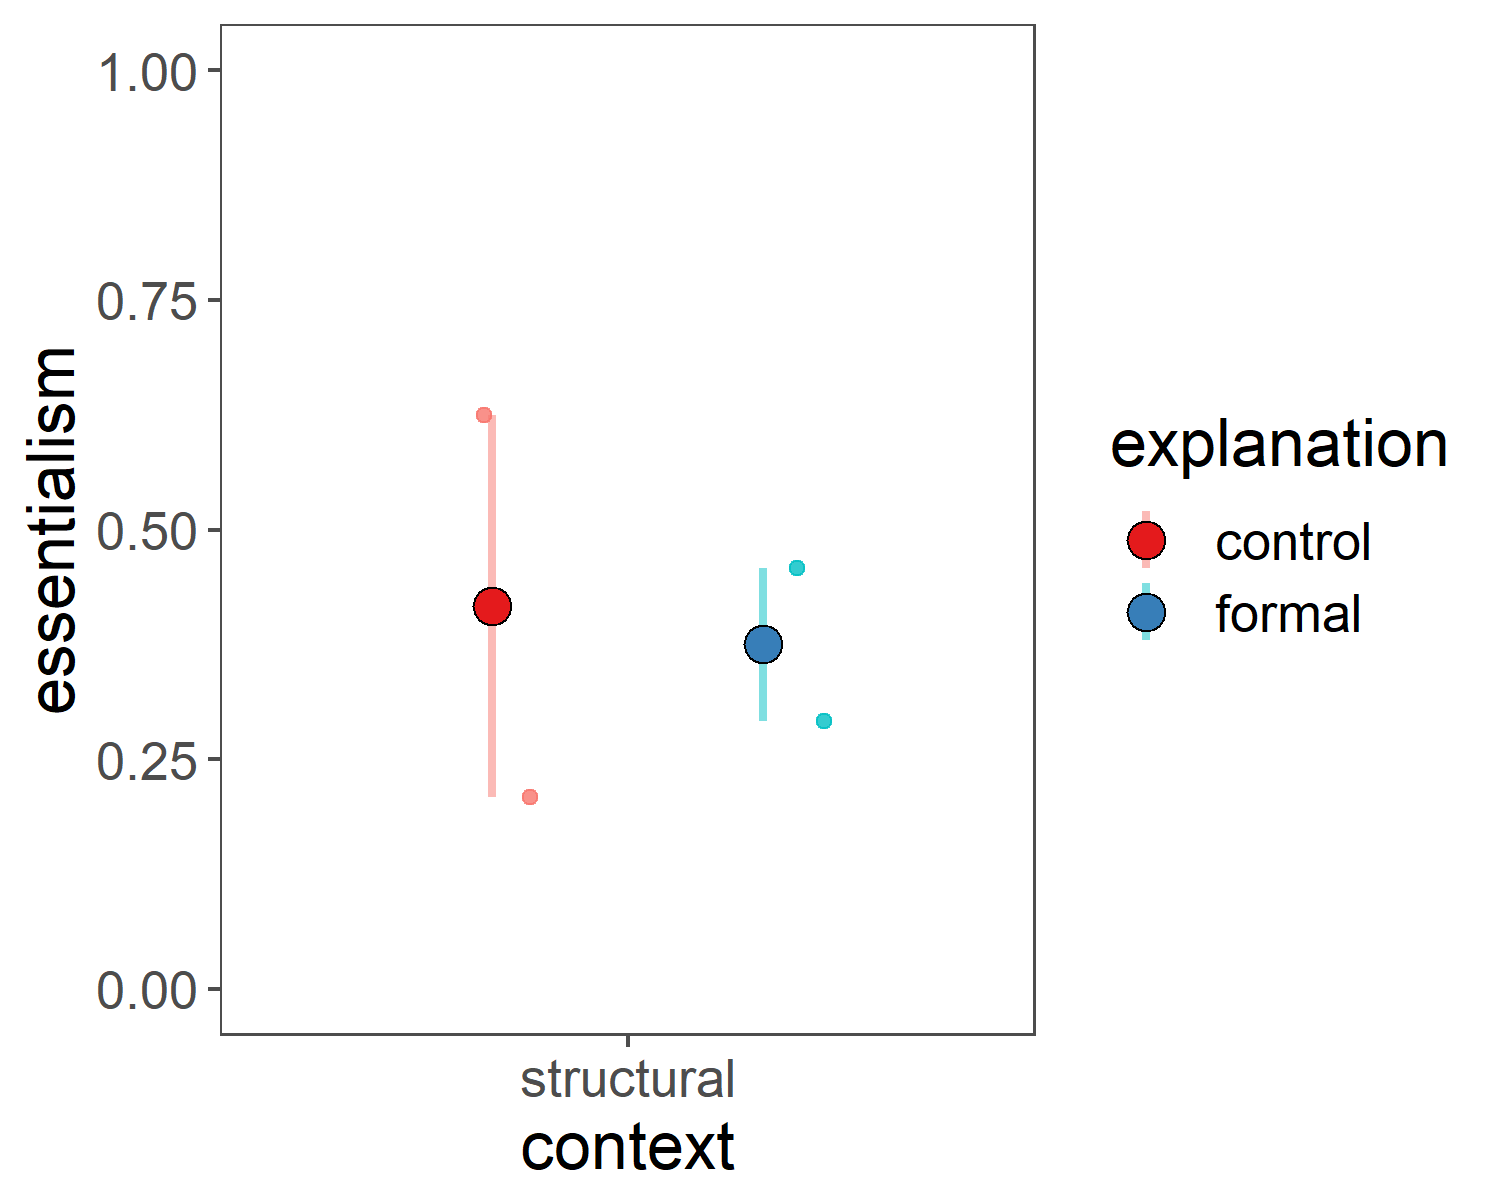 essentialism
1.00
0.75
0.50
0.25
0.00
structural
context
explanation
control
formal